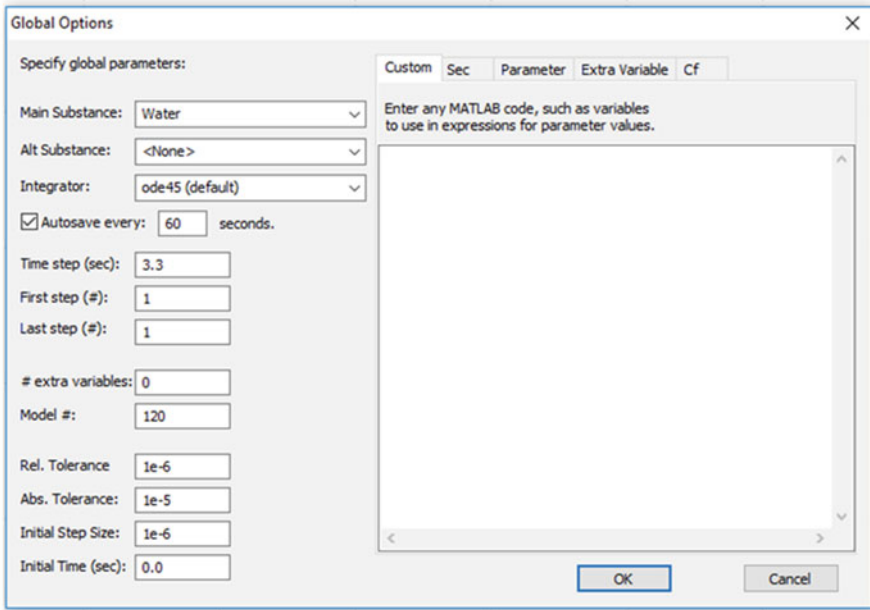 Global Options
Specify global parameters:
Main Substance: Water
Alt Substance: <None>
Integrator: ode45 (default)
Autosave every: 60 seconds.
Time step (sec): 3.3
First step (#): 1
Last step (#): 1
# extra variables: 0
Model #: 120
Rel. Tolerance 1e-6
Abs. Tolerance: 1e-5
Initial Step Size: 1e-6
Initial Time (sec): 0.0
Custom Sec Parameter Extra Variable Cf
Enter any MATLAB code, such as variables
to use in expressions for parameter values.
OK Cancel